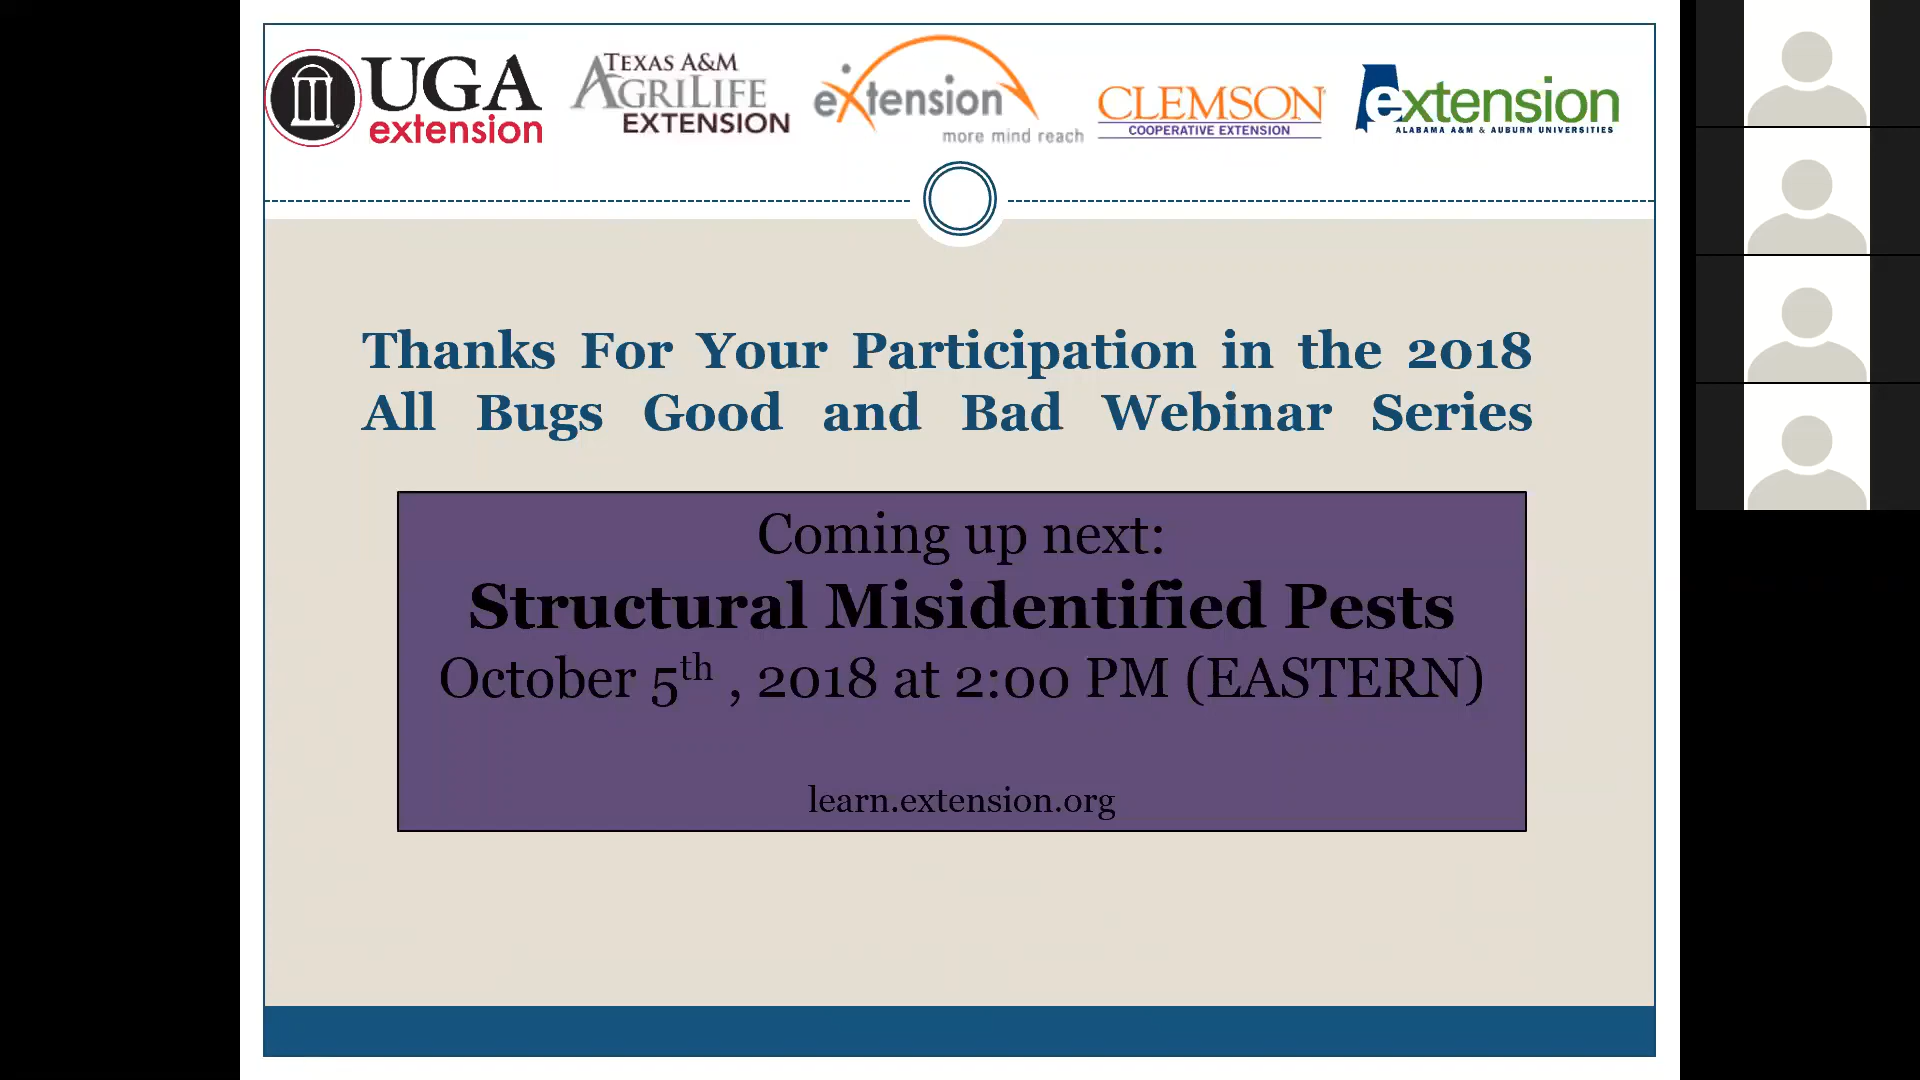 UGA
extension
TEXAS A&M
AGRILIFE
EXTENSION
eXtension
more mind reach
CLEMSON
COOPERATIVE EXTENSION
extension
ALABAMA A&M & AUBURN UNIVERSITIES
Thanks For Your Participation in the 2018
All Bugs Good and Bad Webinar Series
Coming up next:
Structural Misidentified Pests
October 5th , 2018 at 2:00 PM (EASTERN)
learn.extension.org